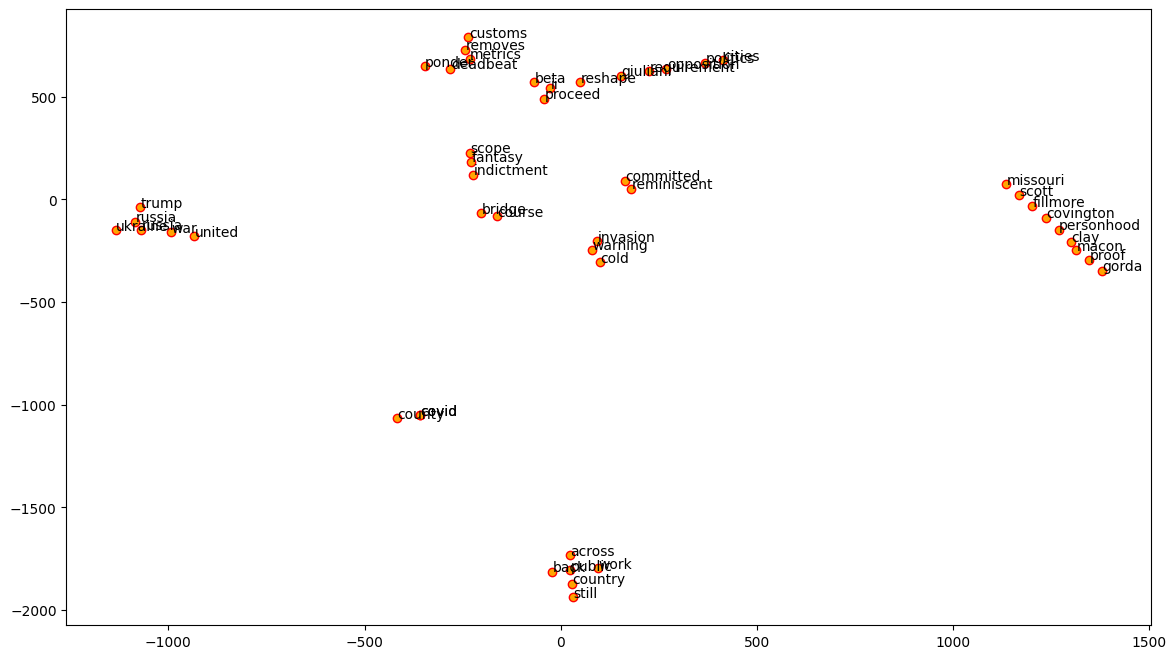 customs
removes
metrics
deadbeat
cities
politics
opposition
requirement
giuliani
reshape
beta
proceed
500
scope
fantasy
indictment
committed
reminiscent
missouri
scott
fillmore
covington
personhood
clay
macon
proof
gorda
0
trump
russia
ukraine
war
united
bridge
course
invasion
warning
cold
−500
−1000
covid
county
−1500
across
public
work
back
country
still
−2000
−1000
−500
0
500
1000
1500